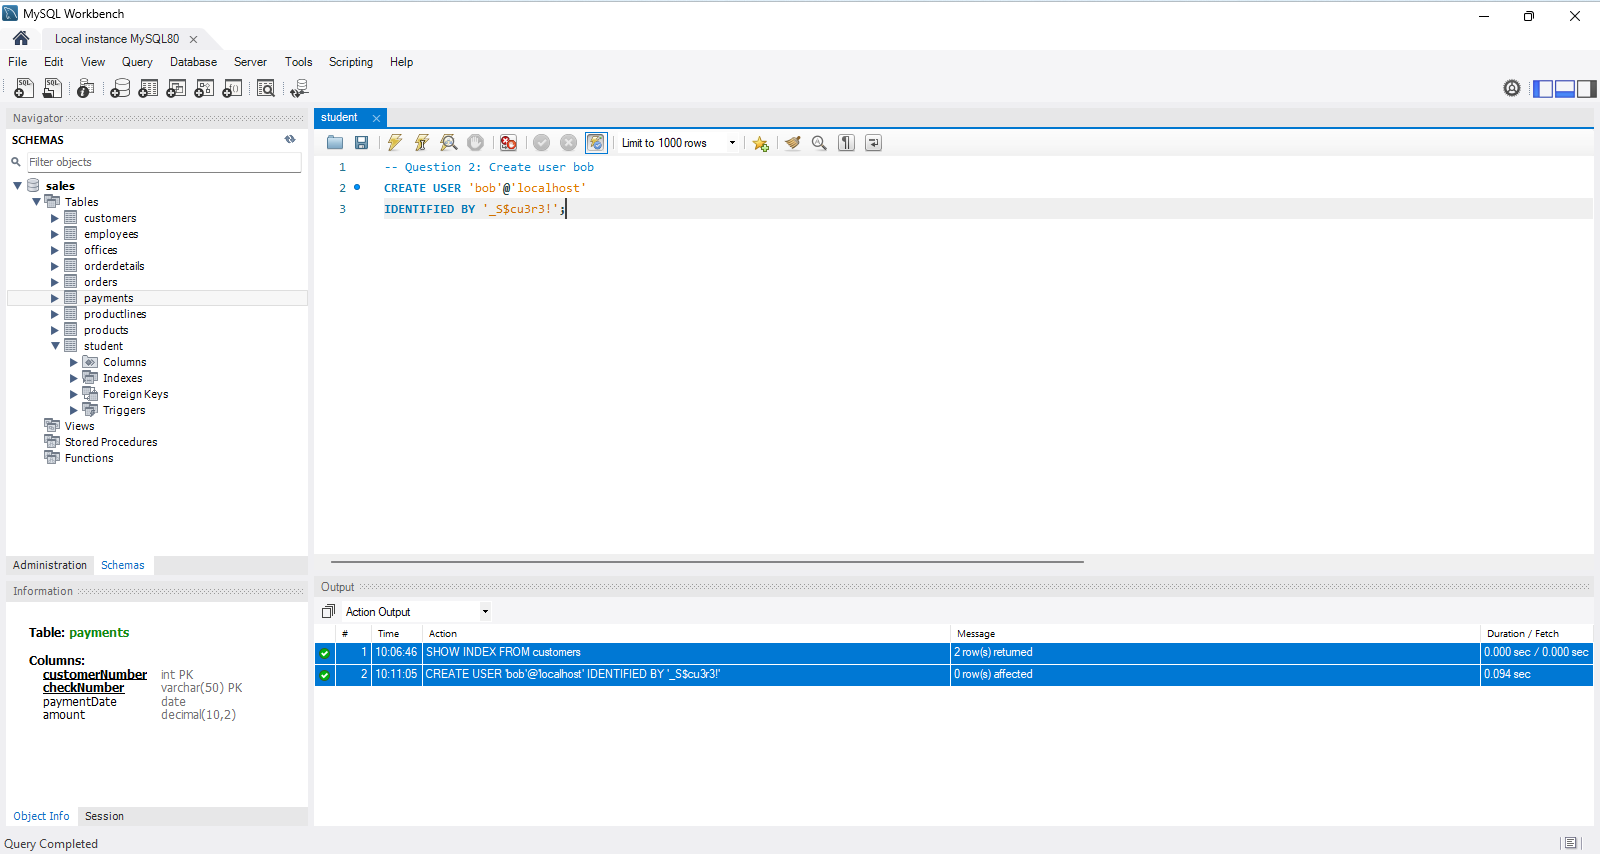 MySQL Workbench
Local instance MySQL80
File Edit View Query Database Server Tools Scripting Help
Navigator
SCHEMAS
Filter objects
sales
Tables
customers
employees
offices
orderdetails
orders
payments
productlines
products
student
Columns
Indexes
Foreign Keys
Triggers
Views
Stored Procedures
Functions
Administration Schemas
Information
Table: payments
Columns:
customerNumber int PK
checkNumber varchar(50) PK
paymentDate date
amount decimal(10,2)
Object Info Session
Query Completed
student
Limit to 1000 rows
1 -- Question 2: Create user bob
2 CREATE USER 'bob'@'localhost'
3 IDENTIFIED BY '_S$cu3r3!';
Output
Action Output
# Time Action Message Duration / Fetch
1 10:06:46 SHOW INDEX FROM customers 2 row(s) returned 0.000 sec / 0.000 sec
2 10:11:05 CREATE USER 'bob'@'localhost' IDENTIFIED BY '_S$cu3r3!' 0 row(s) affected 0.094 sec